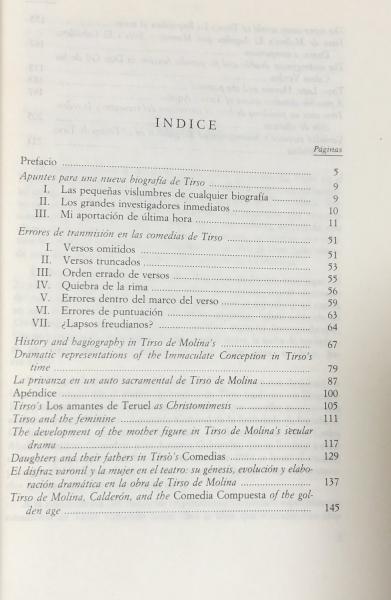 INDICE
Páginas
Prefacio 5
Apuntes para una nueva biografía de Tirso 9
I. Las pequeñas vislumbres de cualquier biografía 9
II. Los grandes investigadores inmediatos 10
III. Mi aportación de última hora 11
Errores de tranmisión en las comedias de Tirso 51
I. Versos omitidos 51
II. Versos truncados 53
III. Orden errado de versos 55
IV. Quiebra de la rima 56
V. Errores dentro del marco del verso 59
VI. Errores de puntuación 63
VII. ¿Lapsos freudianos? 64
History and hagiography in Tirso de Molina's 67
Dramatic representations of the Immaculate Conception in Tirso's
time 79
La privanza en un auto sacramental de Tirso de Molina 87
Apéndice 100
Tirso's Los amantes de Teruel as Christomimesis 105
Tirso and the feminine 111
The development of the mother figure in Tirso de Molina's secular
drama 117
Daughters and their fathers in Tirso's Comedias 129
El disfraz varonil y la mujer en el teatro: su génesis, evolución y elabo-
ración dramática en la obra de Tirso de Molina 137
Tirso de Molina, Calderón, and the Comedia Compuesta of the gol-
den age 145